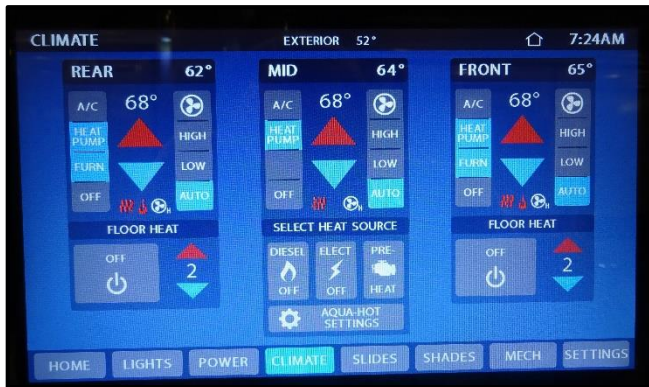 CLIMATE EXTERIOR 52° 7:24AM
REAR 62° MID 64° FRONT 65°
A/C 68° A/C 68° A/C 68°
HEAT PUMP HIGH HEAT PUMP HIGH HEAT PUMP HIGH
FURN LOW LOW FURN LOW
OFF AUTO OFF AUTO OFF AUTO
H H H
FLOOR HEAT SELECT HEAT SOURCE FLOOR HEAT
OFF 2 DIESEL OFF ELECT OFF PRE-HEAT OFF 2
AQUA-HOT SETTINGS
HOME LIGHTS POWER CLIMATE SLIDES SHADES MECH SETTINGS